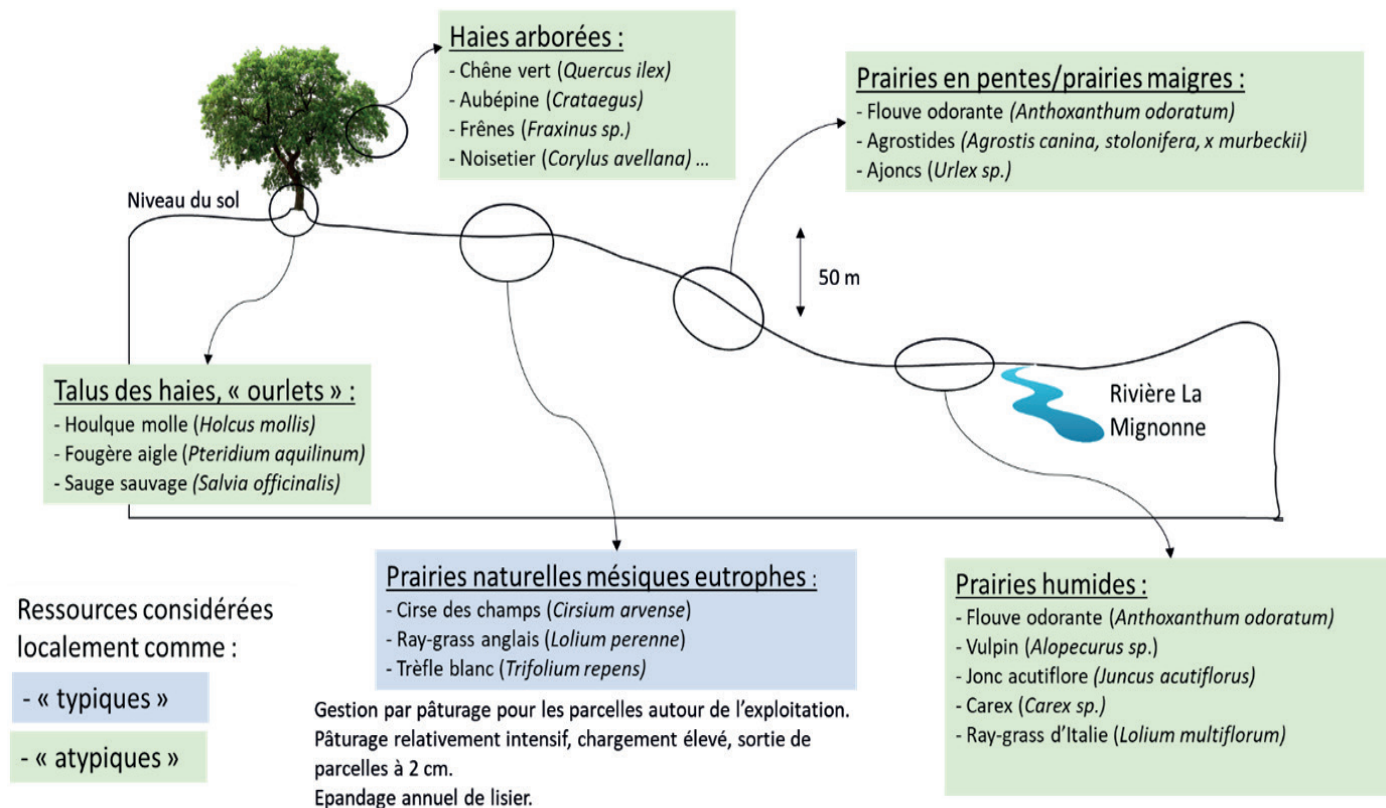 Haies arborées :
- Chêne vert (Quercus ilex)
- Aubépine (Crataegus)
- Frênes (Fraxinus sp.)
- Noisetier (Corylus avellana) ...
Prairies en pentes/prairies maigres :
- Flouve odorante (Anthoxanthum odoratum)
- Agrostides (Agrostis canina, stolonifera, x murbeckii)
- Ajoncs (Urlex sp.)
Niveau du sol
50 m
Talus des haies, « ourlets » :
- Houlque molle (Holcus mollis)
- Fougère aigle (Pteridium aquilinum)
- Sauge sauvage (Salvia officinalis)
Rivière La
Mignonne
Prairies naturelles mésiques eutrophes :
- Cirse des champs (Cirsium arvense)
- Ray-grass anglais (Lolium perenne)
- Trèfle blanc (Trifolium repens)
Gestion par pâturage pour les parcelles autour de l’exploitation.
Pâturage relativement intensif, chargement élevé, sortie de
parcelles à 2 cm.
Epandage annuel de lisier.
Prairies humides :
- Flouve odorante (Anthoxanthum odoratum)
- Vulpin (Alopecurus sp.)
- Jonc acutiflore (Juncus acutiflorus)
- Carex (Carex sp.)
- Ray-grass d’Italie (Lolium multiflorum)
Ressources considérées
localement comme :
- « typiques »
- « atypiques »